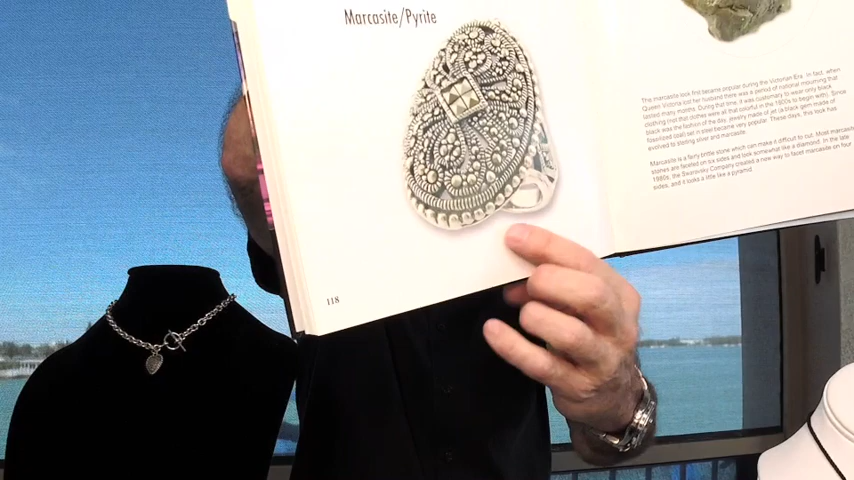 Marcasite/Pyrite
The marcasite look first became popular during the Victorian Era. In fact, when
Queen Victoria lost her husband there was a period of national mourning that
lasted many months. During that time, it was customary to wear only black
clothing (not that clothes were all that colorful in the 1800's to begin with). Since
black was the fashion of the day, jewelry made of jet (a black gem made of
fossilized coal) set in steel became very popular. These days, this look has
evolved to sterling silver and marcasite.
Marcasite is a fairly brittle stone which can make it difficult to cut. Most marcasite
stones are faceted on six sides and look somewhat like a diamond. In the late
1980s, the Swarovski Company created a new way to facet marcasite on four
sides, and it looks a little like a pyramid.
118